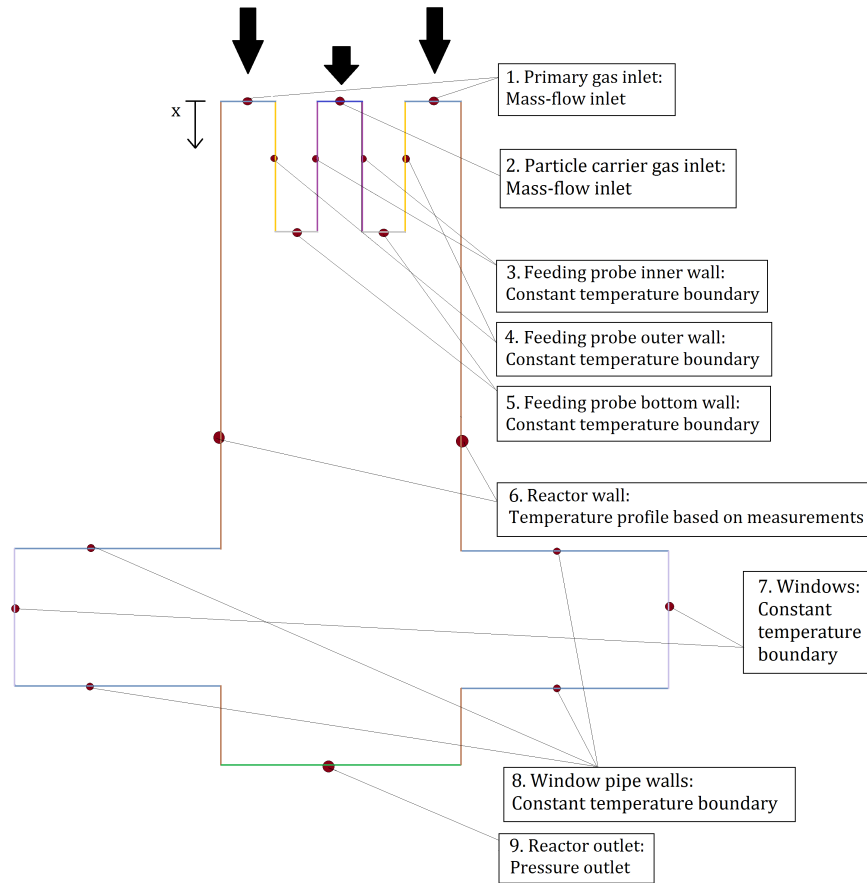 x
1. Primary gas inlet:
Mass-flow inlet
2. Particle carrier gas inlet:
Mass-flow inlet
3. Feeding probe inner wall:
Constant temperature boundary
4. Feeding probe outer wall:
Constant temperature boundary
5. Feeding probe bottom wall:
Constant temperature boundary
6. Reactor wall:
Temperature profile based on measurements
7. Windows:
Constant
temperature
boundary
8. Window pipe walls:
Constant temperature boundary
9. Reactor outlet:
Pressure outlet